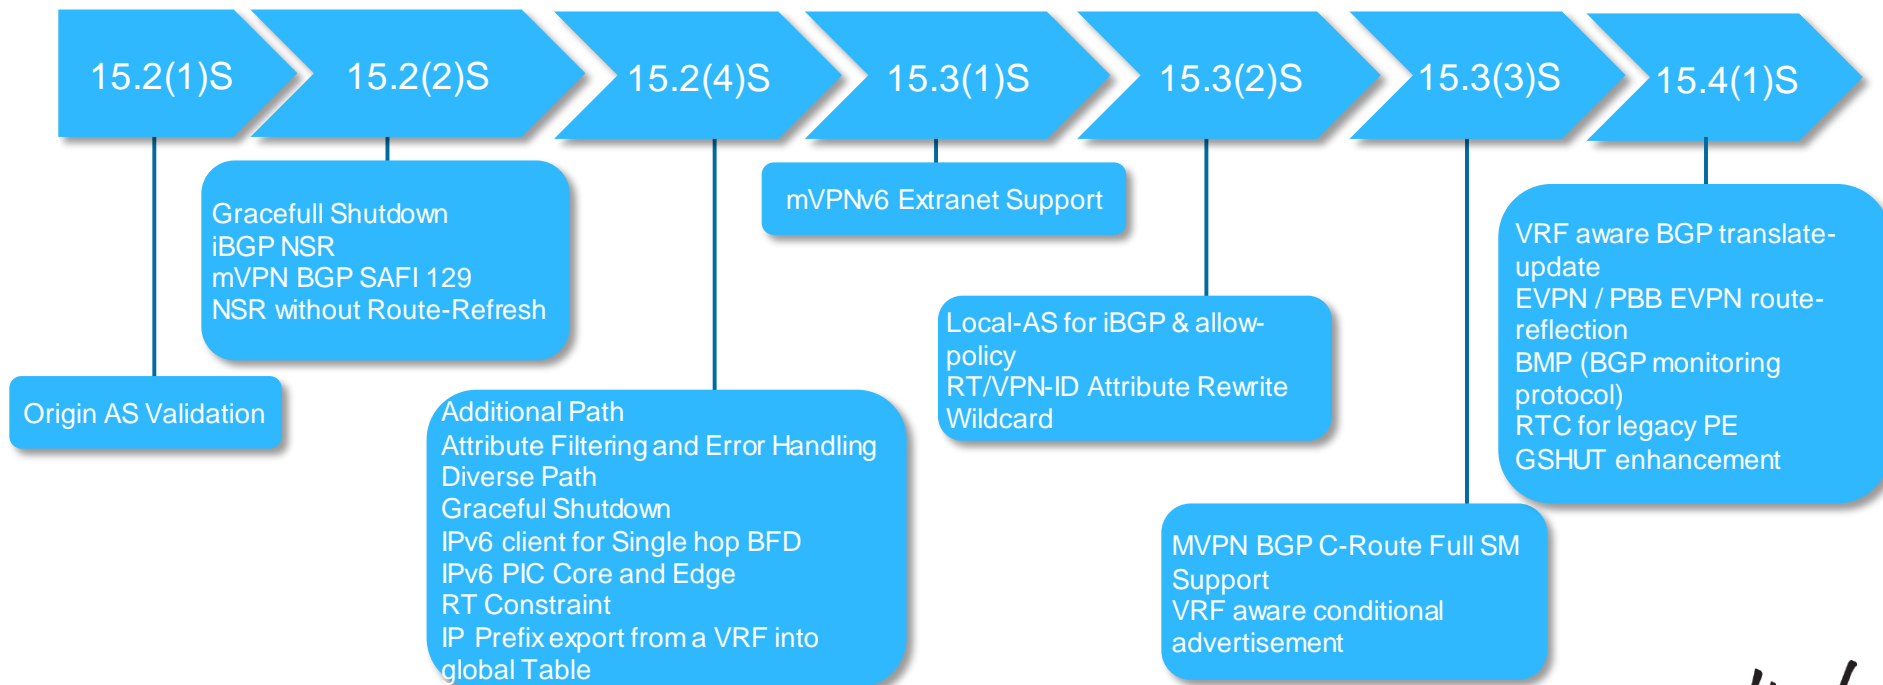 15.2(1)S
15.2(2)S
15.2(4)S
15.3(1)S
15.3(2)S
15.3(3)S
15.4(1)S
Origin AS Validation
Gracefull Shutdown
iBGP NSR
mVPN BGP SAFI 129
NSR without Route-Refresh
Additional Path
Attribute Filtering and Error Handling
Diverse Path
Graceful Shutdown
IPv6 client for Single hop BFD
IPv6 PIC Core and Edge
RT Constraint
IP Prefix export from a VRF into
global Table
mVPNv6 Extranet Support
Local-AS for iBGP & allow-
policy
RT/VPN-ID Attribute Rewrite
Wildcard
MVPN BGP C-Route Full SM
Support
VRF aware conditional
advertisement
VRF aware BGP translate-
update
EVPN / PBB EVPN route-
reflection
BMP (BGP monitoring
protocol)
RTC for legacy PE
GSHUT enhancement